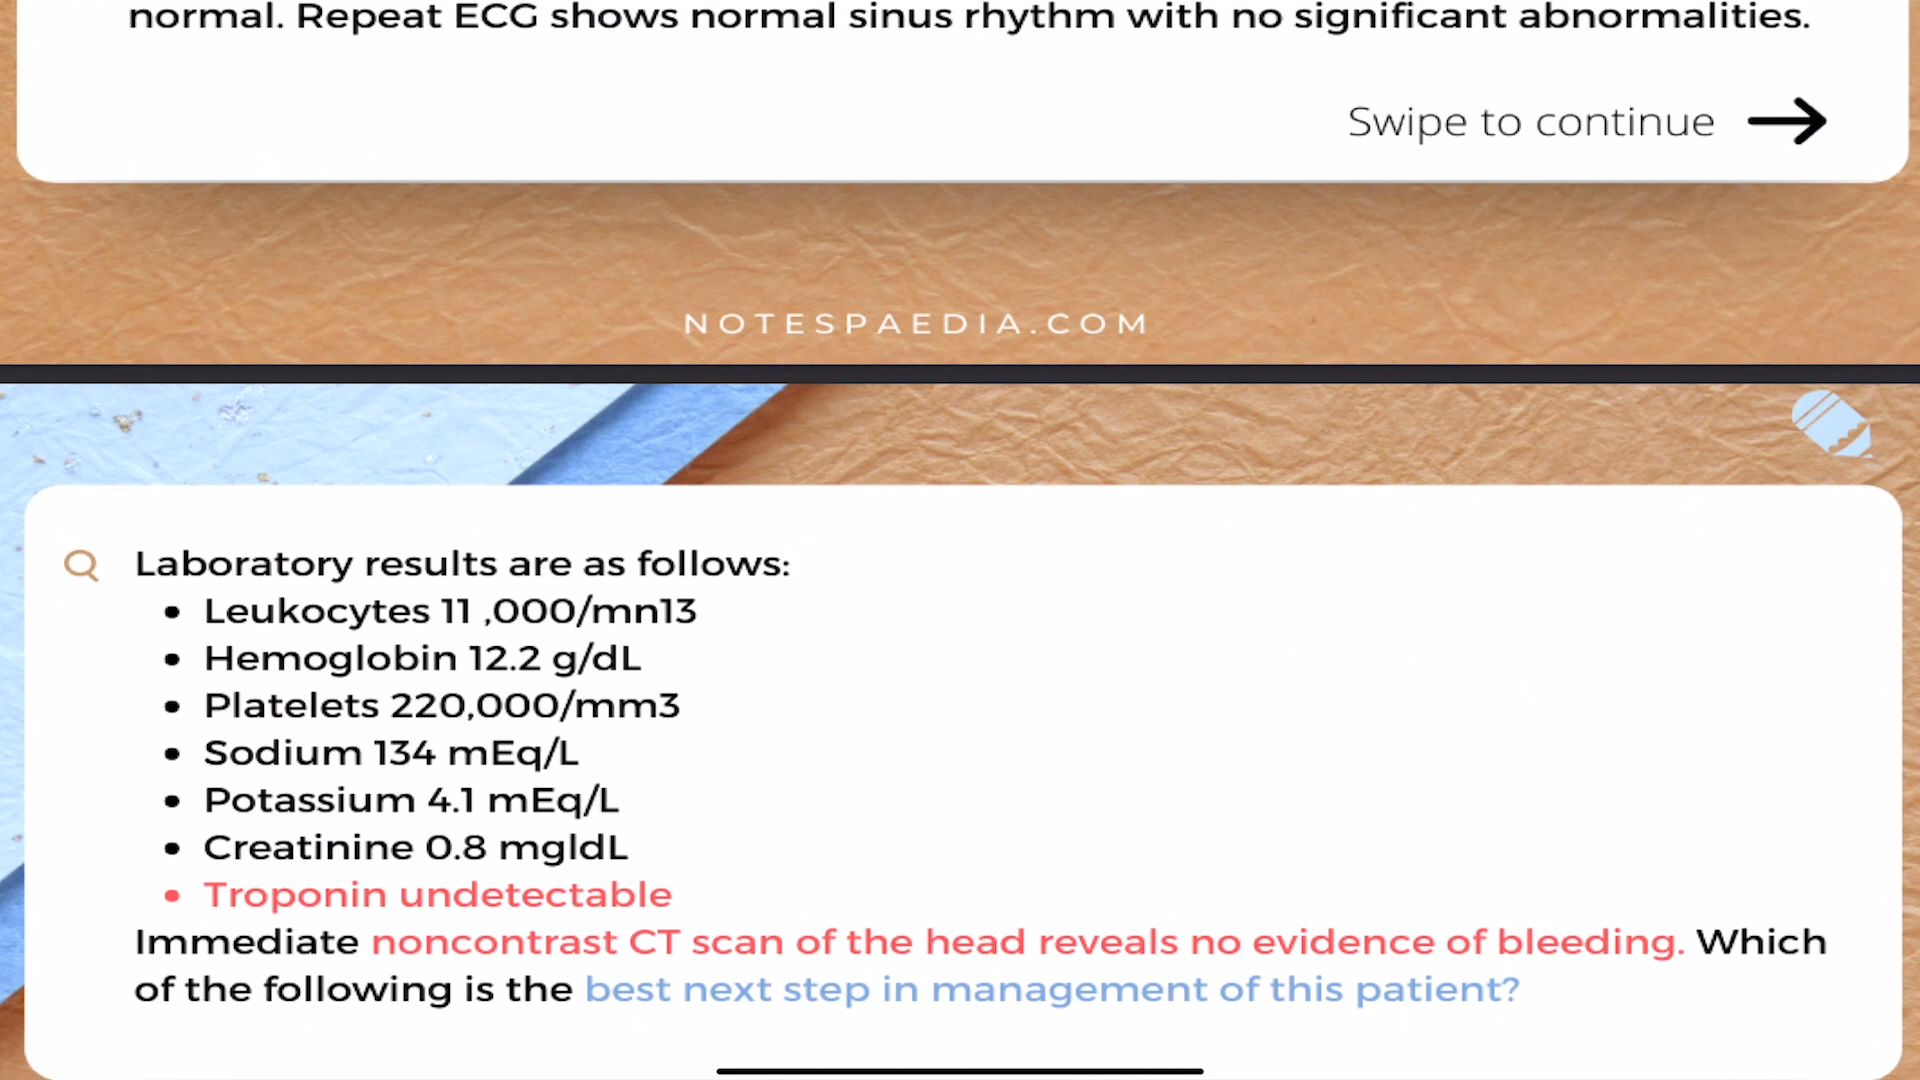 normal. Repeat ECG shows normal sinus rhythm with no significant abnormalities.
Swipe to continue
NOTESPAEDIA.COM
Q Laboratory results are as follows:
• Leukocytes 11 ,000/mn13
• Hemoglobin 12.2 g/dL
• Platelets 220,000/mm3
• Sodium 134 mEq/L
• Potassium 4.1 mEq/L
• Creatinine 0.8 mgldL
• Troponin undetectable
Immediate noncontrast CT scan of the head reveals no evidence of bleeding. Which
of the following is the best next step in management of this patient?